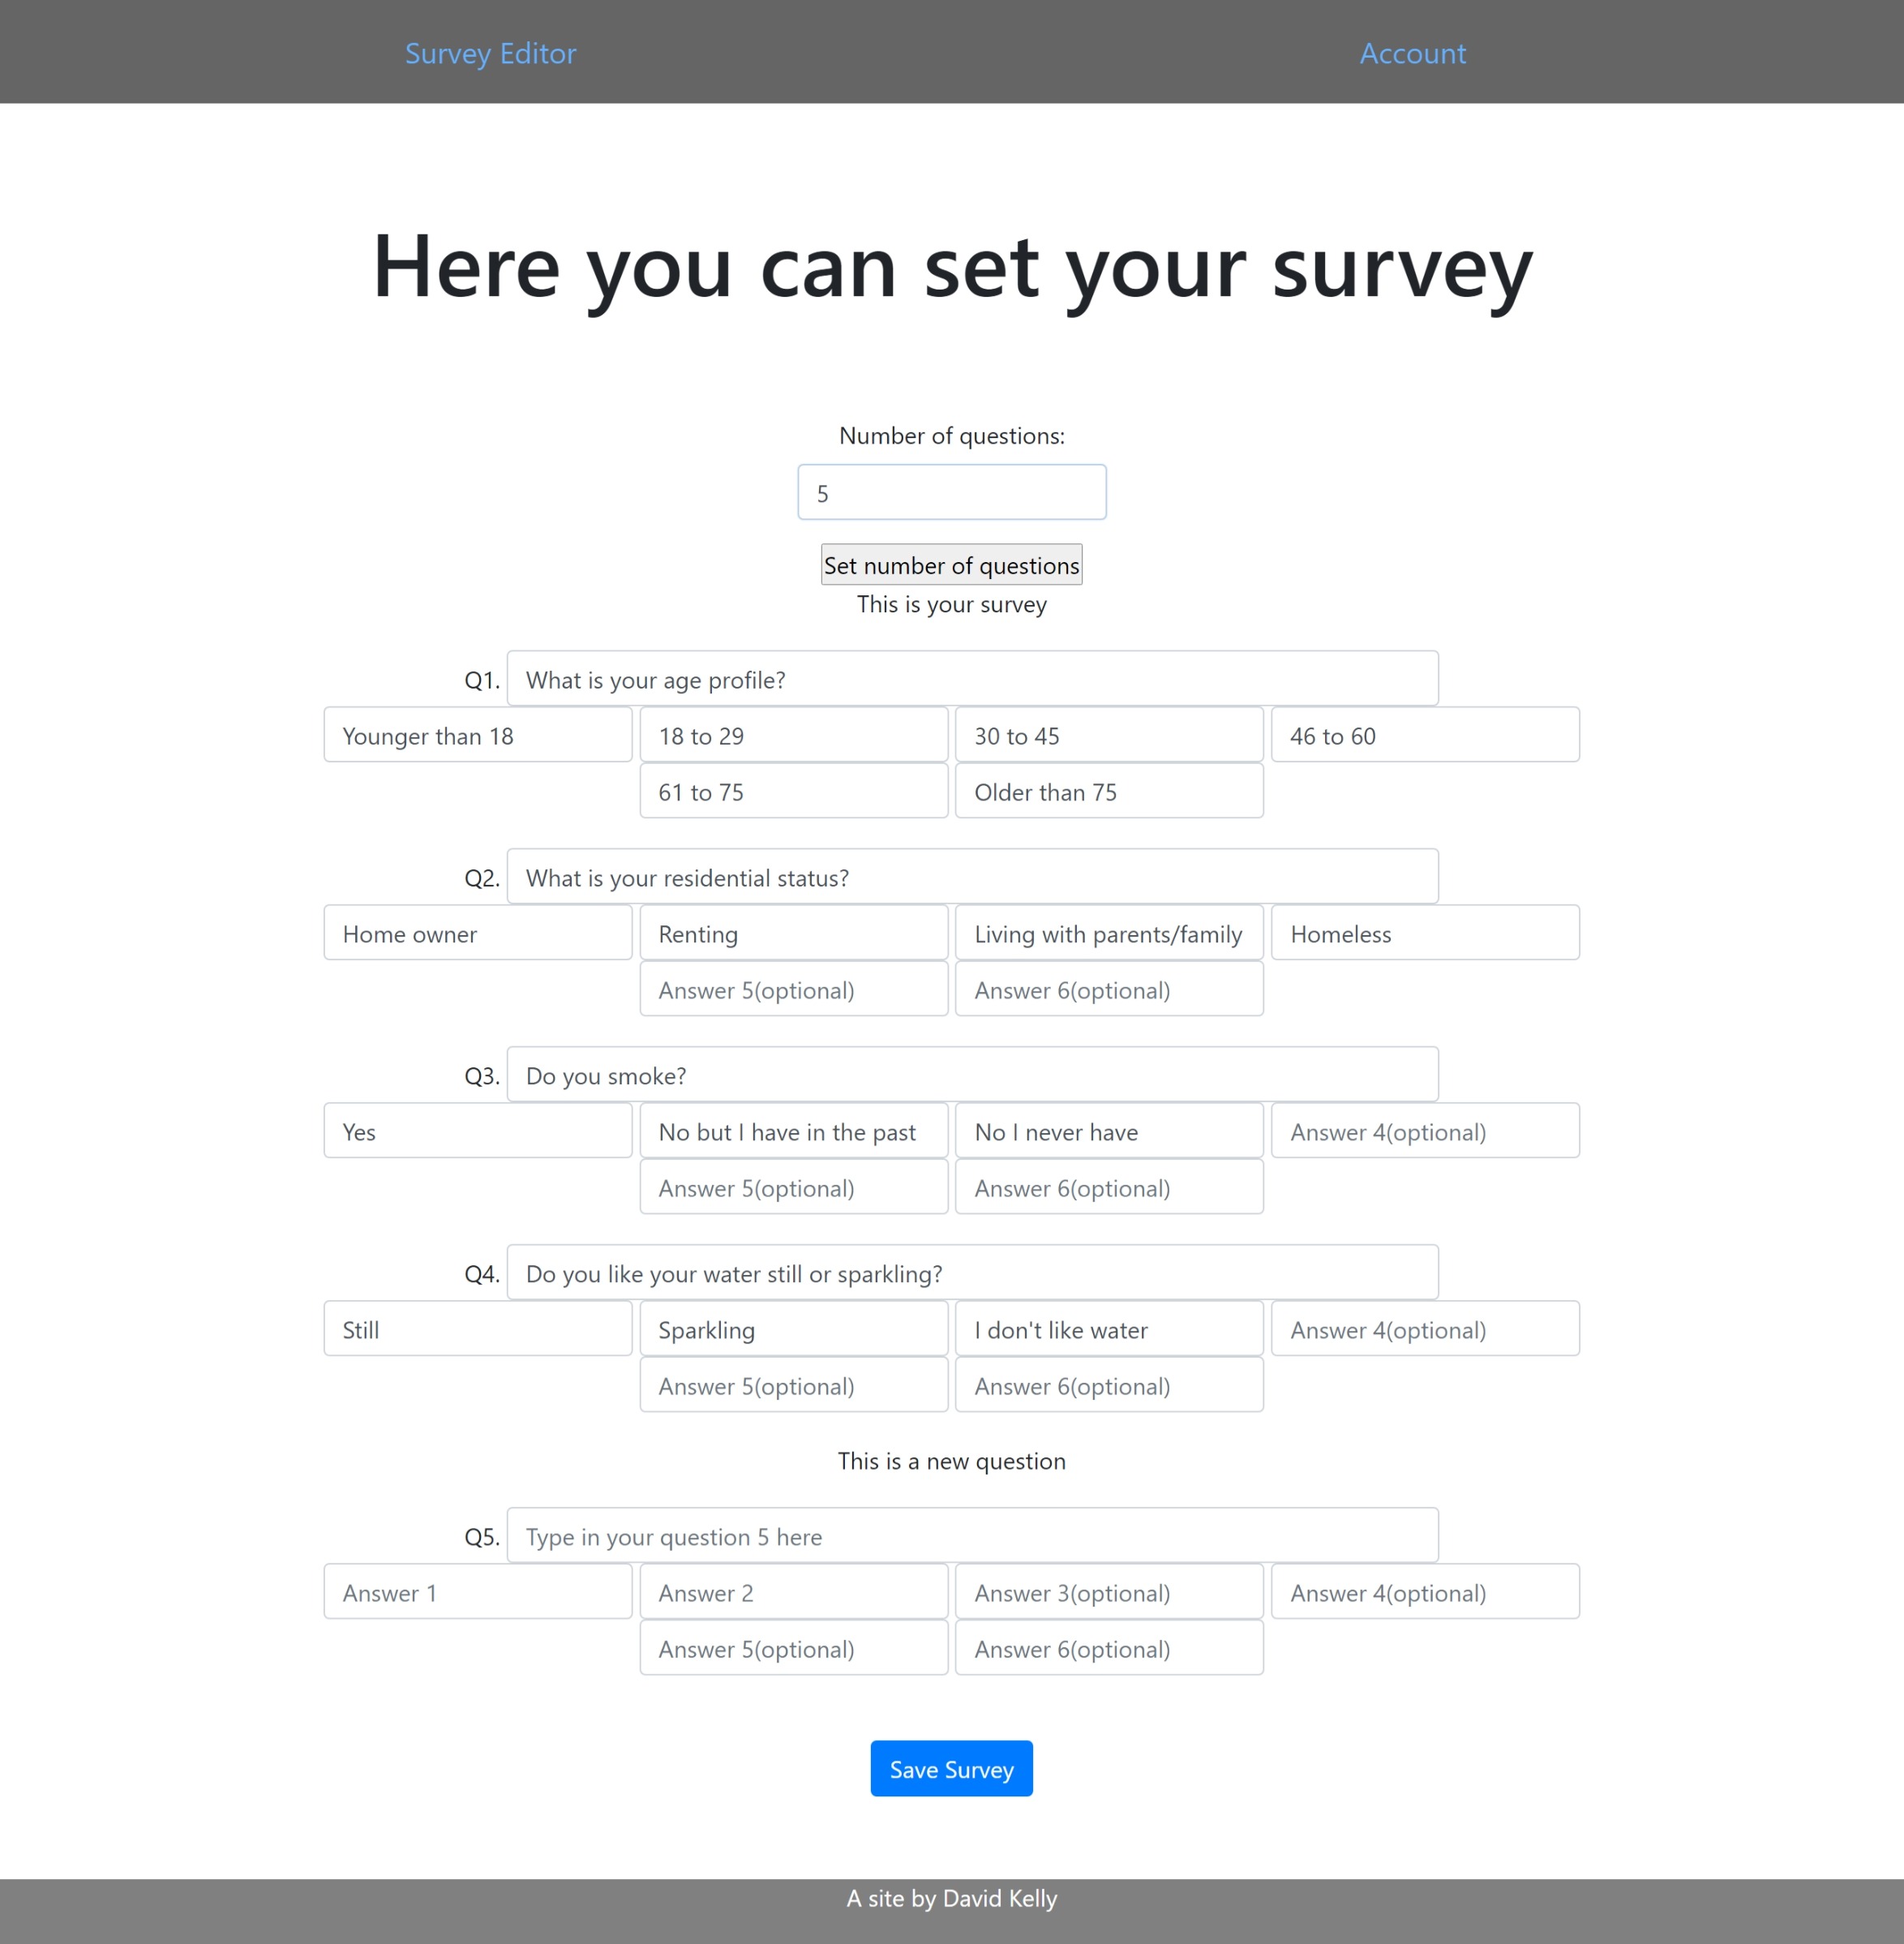 Survey Editor Account
Here you can set your survey
Number of questions:
5
Set number of questions
This is your survey
Q1. What is your age profile?
Younger than 18 18 to 29 30 to 45 46 to 60
61 to 75 Older than 75
Q2. What is your residential status?
Home owner Renting Living with parents/family Homeless
Answer 5(optional) Answer 6(optional)
Q3. Do you smoke?
Yes No but I have in the past No I never have Answer 4(optional)
Answer 5(optional) Answer 6(optional)
Q4. Do you like your water still or sparkling?
Still Sparkling I don't like water Answer 4(optional)
Answer 5(optional) Answer 6(optional)
This is a new question
Q5. Type in your question 5 here
Answer 1 Answer 2 Answer 3(optional) Answer 4(optional)
Answer 5(optional) Answer 6(optional)
Save Survey
A site by David Kelly